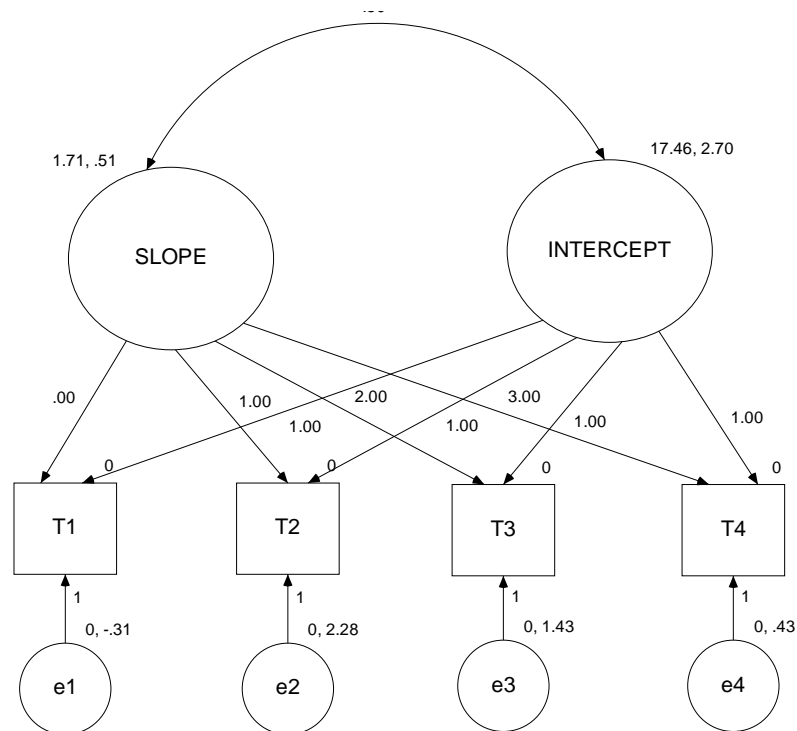 1.71, .51
17.46, 2.70
SLOPE
INTERCEPT
.00
1.00
2.00
3.00
1.00
1.00
1.00
1.00
0
0
0
0
T1
T2
T3
T4
1
1
1
1
0, -.31
0, 2.28
0, 1.43
0, .43
e1
e2
e3
e4